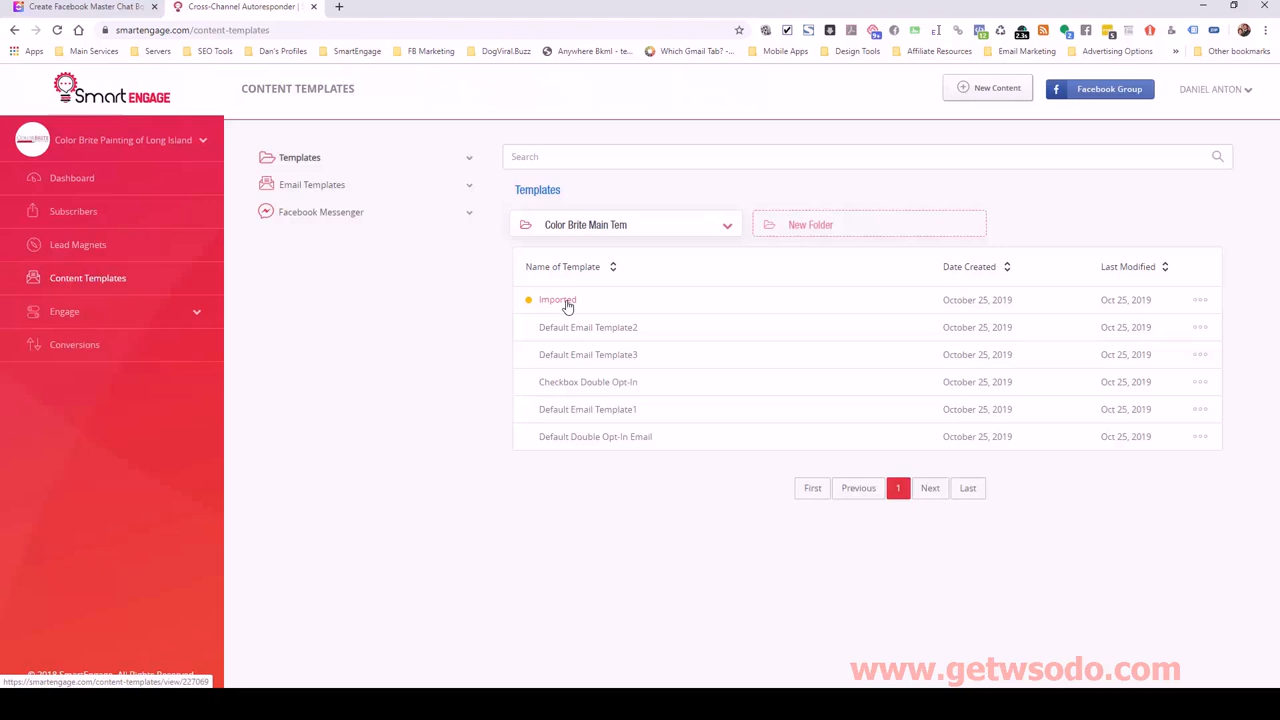 Create Facebook Master Chat Bo
Cross-Channel Autoresponder |
smartengage.com/content-templates
Apps
Main Services
Servers
SEO Tools
Dan's Profiles
SmartEngage
FB Marketing
DogViral.Buzz
Anywhere Bkml - te...
Which Gmail Tab? -...
Mobile Apps
Design Tools
Affiliate Resources
Email Marketing
Advertising Options
Other bookmarks
Smart ENGAGE
CONTENT TEMPLATES
New Content
Facebook Group
DANIEL ANTON
Color Brite Painting of Long Island
Dashboard
Subscribers
Lead Magnets
Content Templates
Engage
Conversions
Templates
Email Templates
Facebook Messenger
Search
Templates
Color Brite Main Tem
New Folder
Name of Template
Date Created
Last Modified
Imported
October 25, 2019
Oct 25, 2019
Default Email Template2
October 25, 2019
Oct 25, 2019
Default Email Template3
October 25, 2019
Oct 25, 2019
Checkbox Double Opt-In
October 25, 2019
Oct 25, 2019
Default Email Template1
October 25, 2019
Oct 25, 2019
Default Double Opt-In Email
October 25, 2019
Oct 25, 2019
First
Previous
1
Next
Last
© 2018 SmartEngage. All Rights Reserved
https://smartengage.com/content-templates/view/227069
www.getwsodo.com